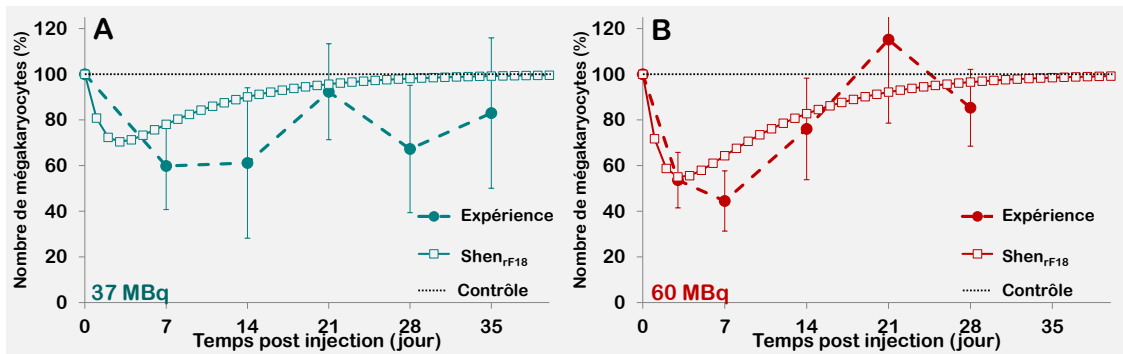 A
Nombre de mégakaryocytes (%)
120
100
80
60
40
20
0
0 7 14 21 28 35
Temps post injection (jour)
37 MBq
Expérience
ShenrF18
Contrôle
B
Nombre de mégakaryocytes (%)
120
100
80
60
40
20
0
0 7 14 21 28 35
Temps post injection (jour)
60 MBq
Expérience
ShenrF18
Contrôle